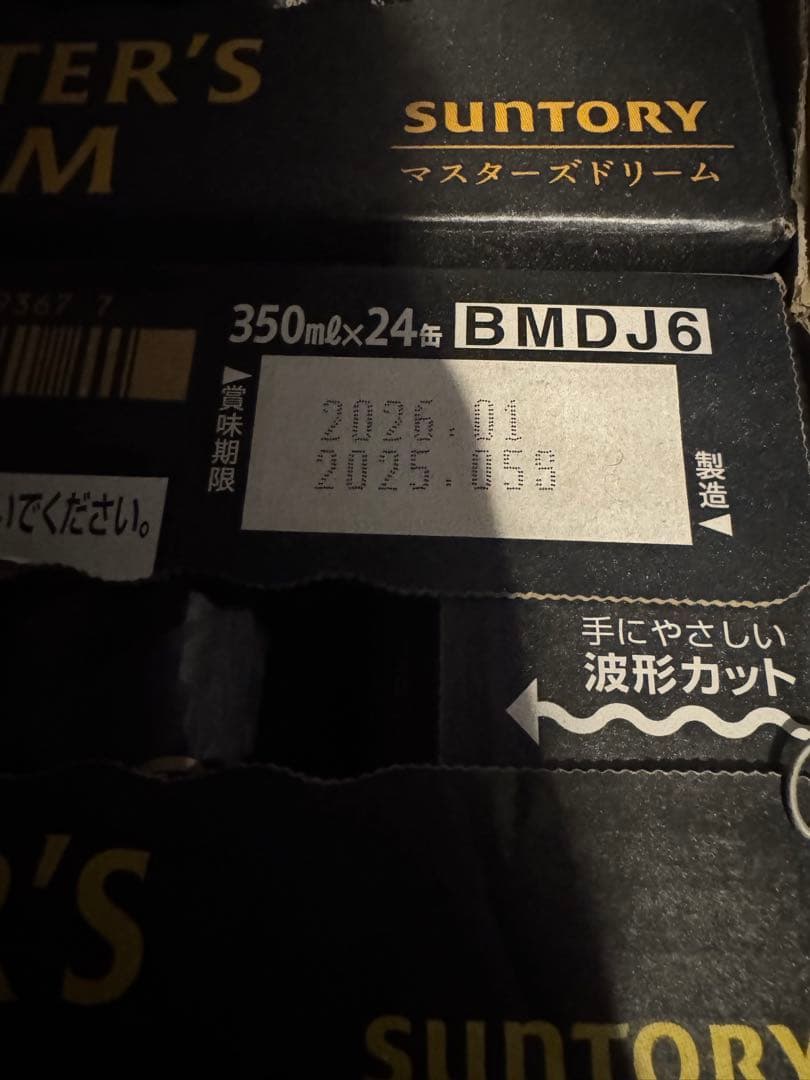 TER'S
M
SUNTORY
マスターズドリーム
9367 7
350mℓ×24缶 BMDJ6
賞味期限
2026.01
2025.05S
製造
いでください。
手にやさしい
波形カット
R'S
SUNTORY